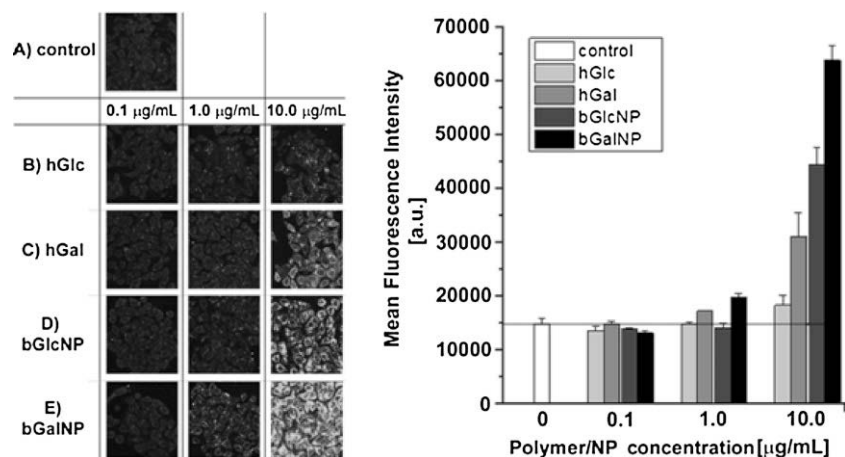 A) control
0.1 µg/mL 1.0 µg/mL 10.0 µg/mL
B) hGlc
C) hGal
D)
bGlcNP
E)
bGalNP
Mean Fluorescence Intensity
[a.u.]
70000
60000
50000
40000
30000
20000
10000
0
control
hGlc
hGal
bGlcNP
bGalNP
0 0.1 1.0 10.0
Polymer/NP concentration [µg/mL]